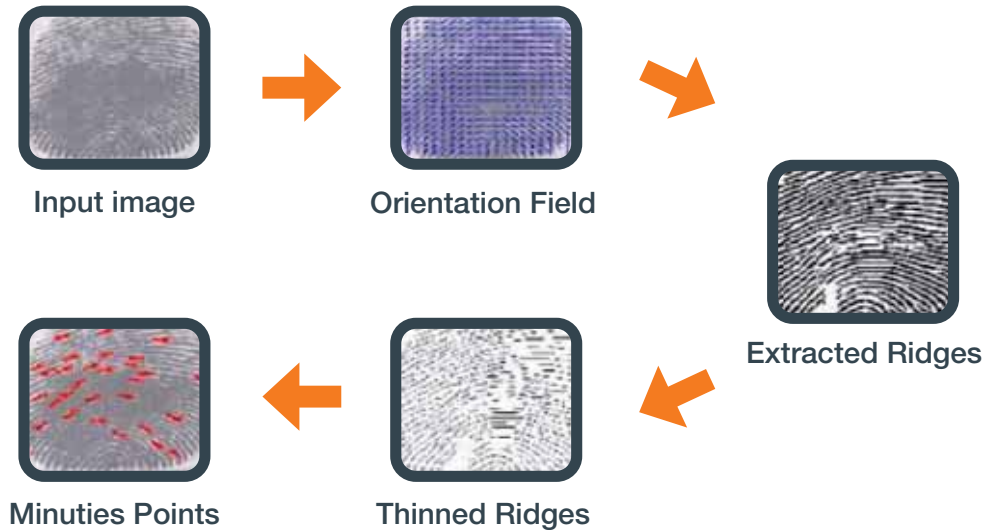 Input image
Orientation Field
Extracted Ridges
Thinned Ridges
Minuties Points